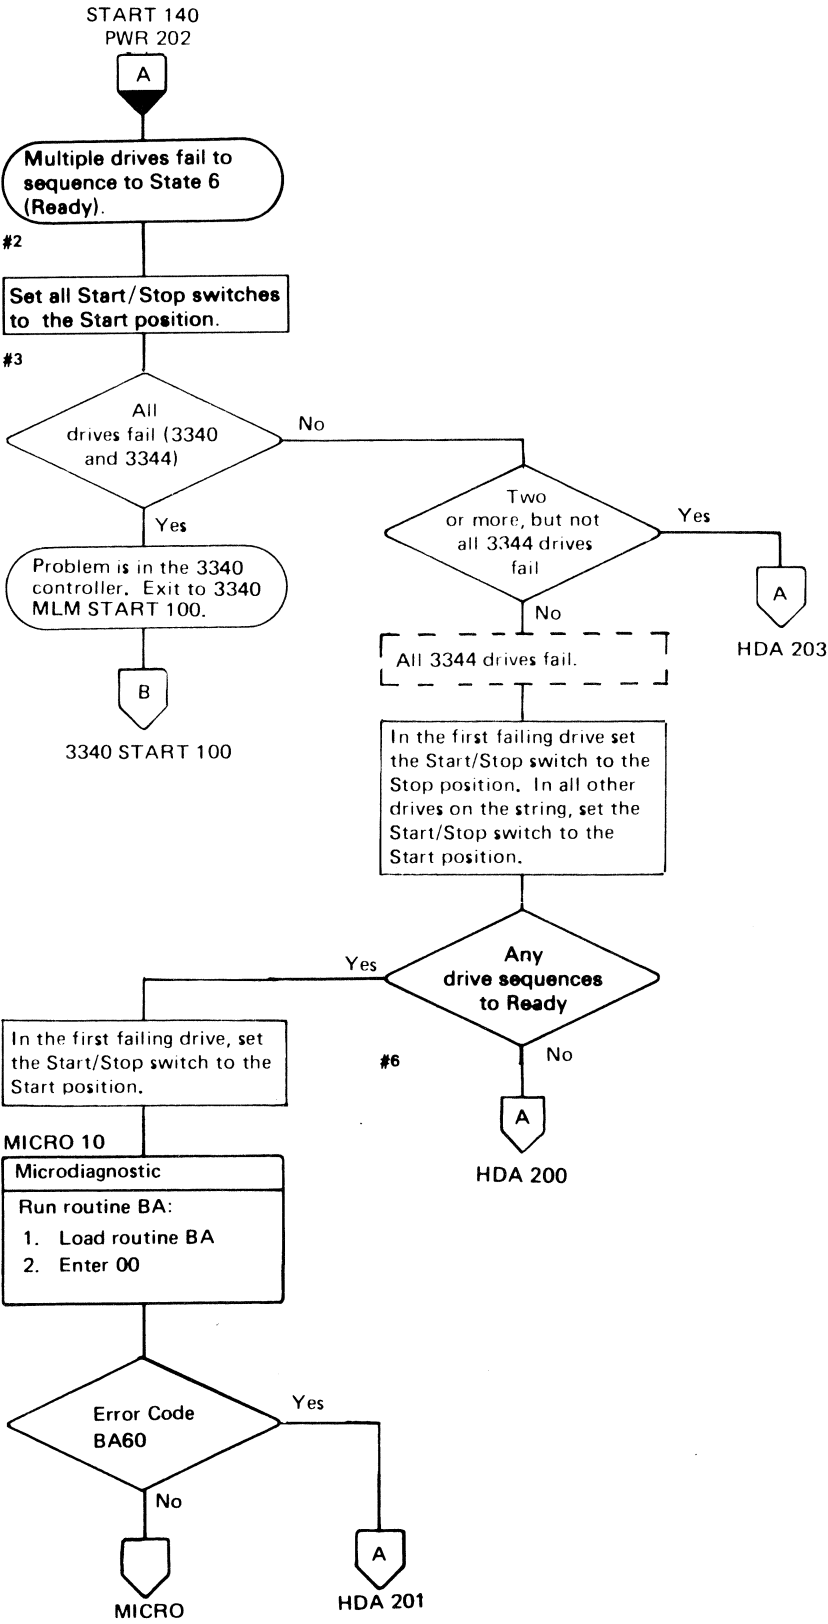 START 140
PWR 202
A
Multiple drives fail to
sequence to State 6
(Ready).
#2
Set all Start/Stop switches
to the Start position.
#3
All
drives fail (3340
and 3344)
No
Yes
Two
or more, but not
all 3344 drives
fail
Yes
A
HDA 203
No
Problem is in the 3340
controller. Exit to 3340
MLM START 100.
B
3340 START 100
All 3344 drives fail.
In the first failing drive set
the Start/Stop switch to the
Stop position. In all other
drives on the string, set the
Start/Stop switch to the
Start position.
Any
drive sequences
to Ready
Yes
No
#6
A
HDA 200
In the first failing drive, set
the Start/Stop switch to the
Start position.
MICRO 10
Microdiagnostic
Run routine BA:
1. Load routine BA
2. Enter 00
Error Code
BA60
Yes
No
A
HDA 201
MICRO